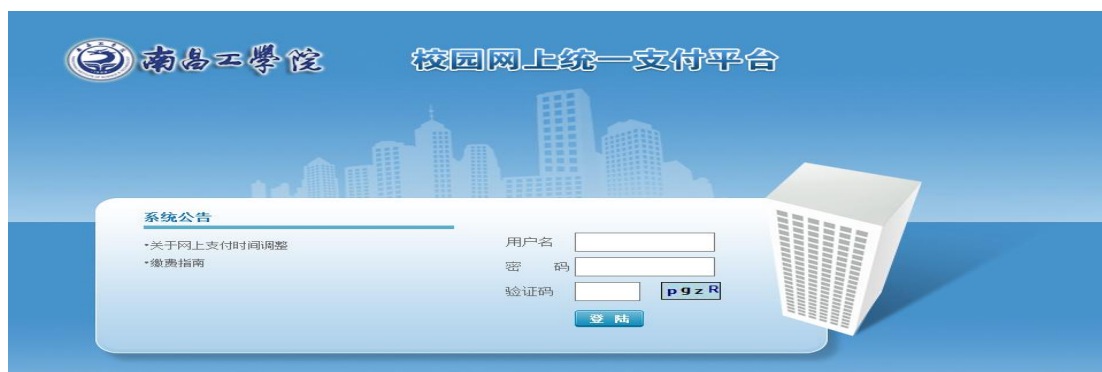 南昌工學院
校园网上统一支付平台
系统公告
·关于网上支付时间调整
·缴费指南
用户名
密 码
验证码 pgzR
登 陆